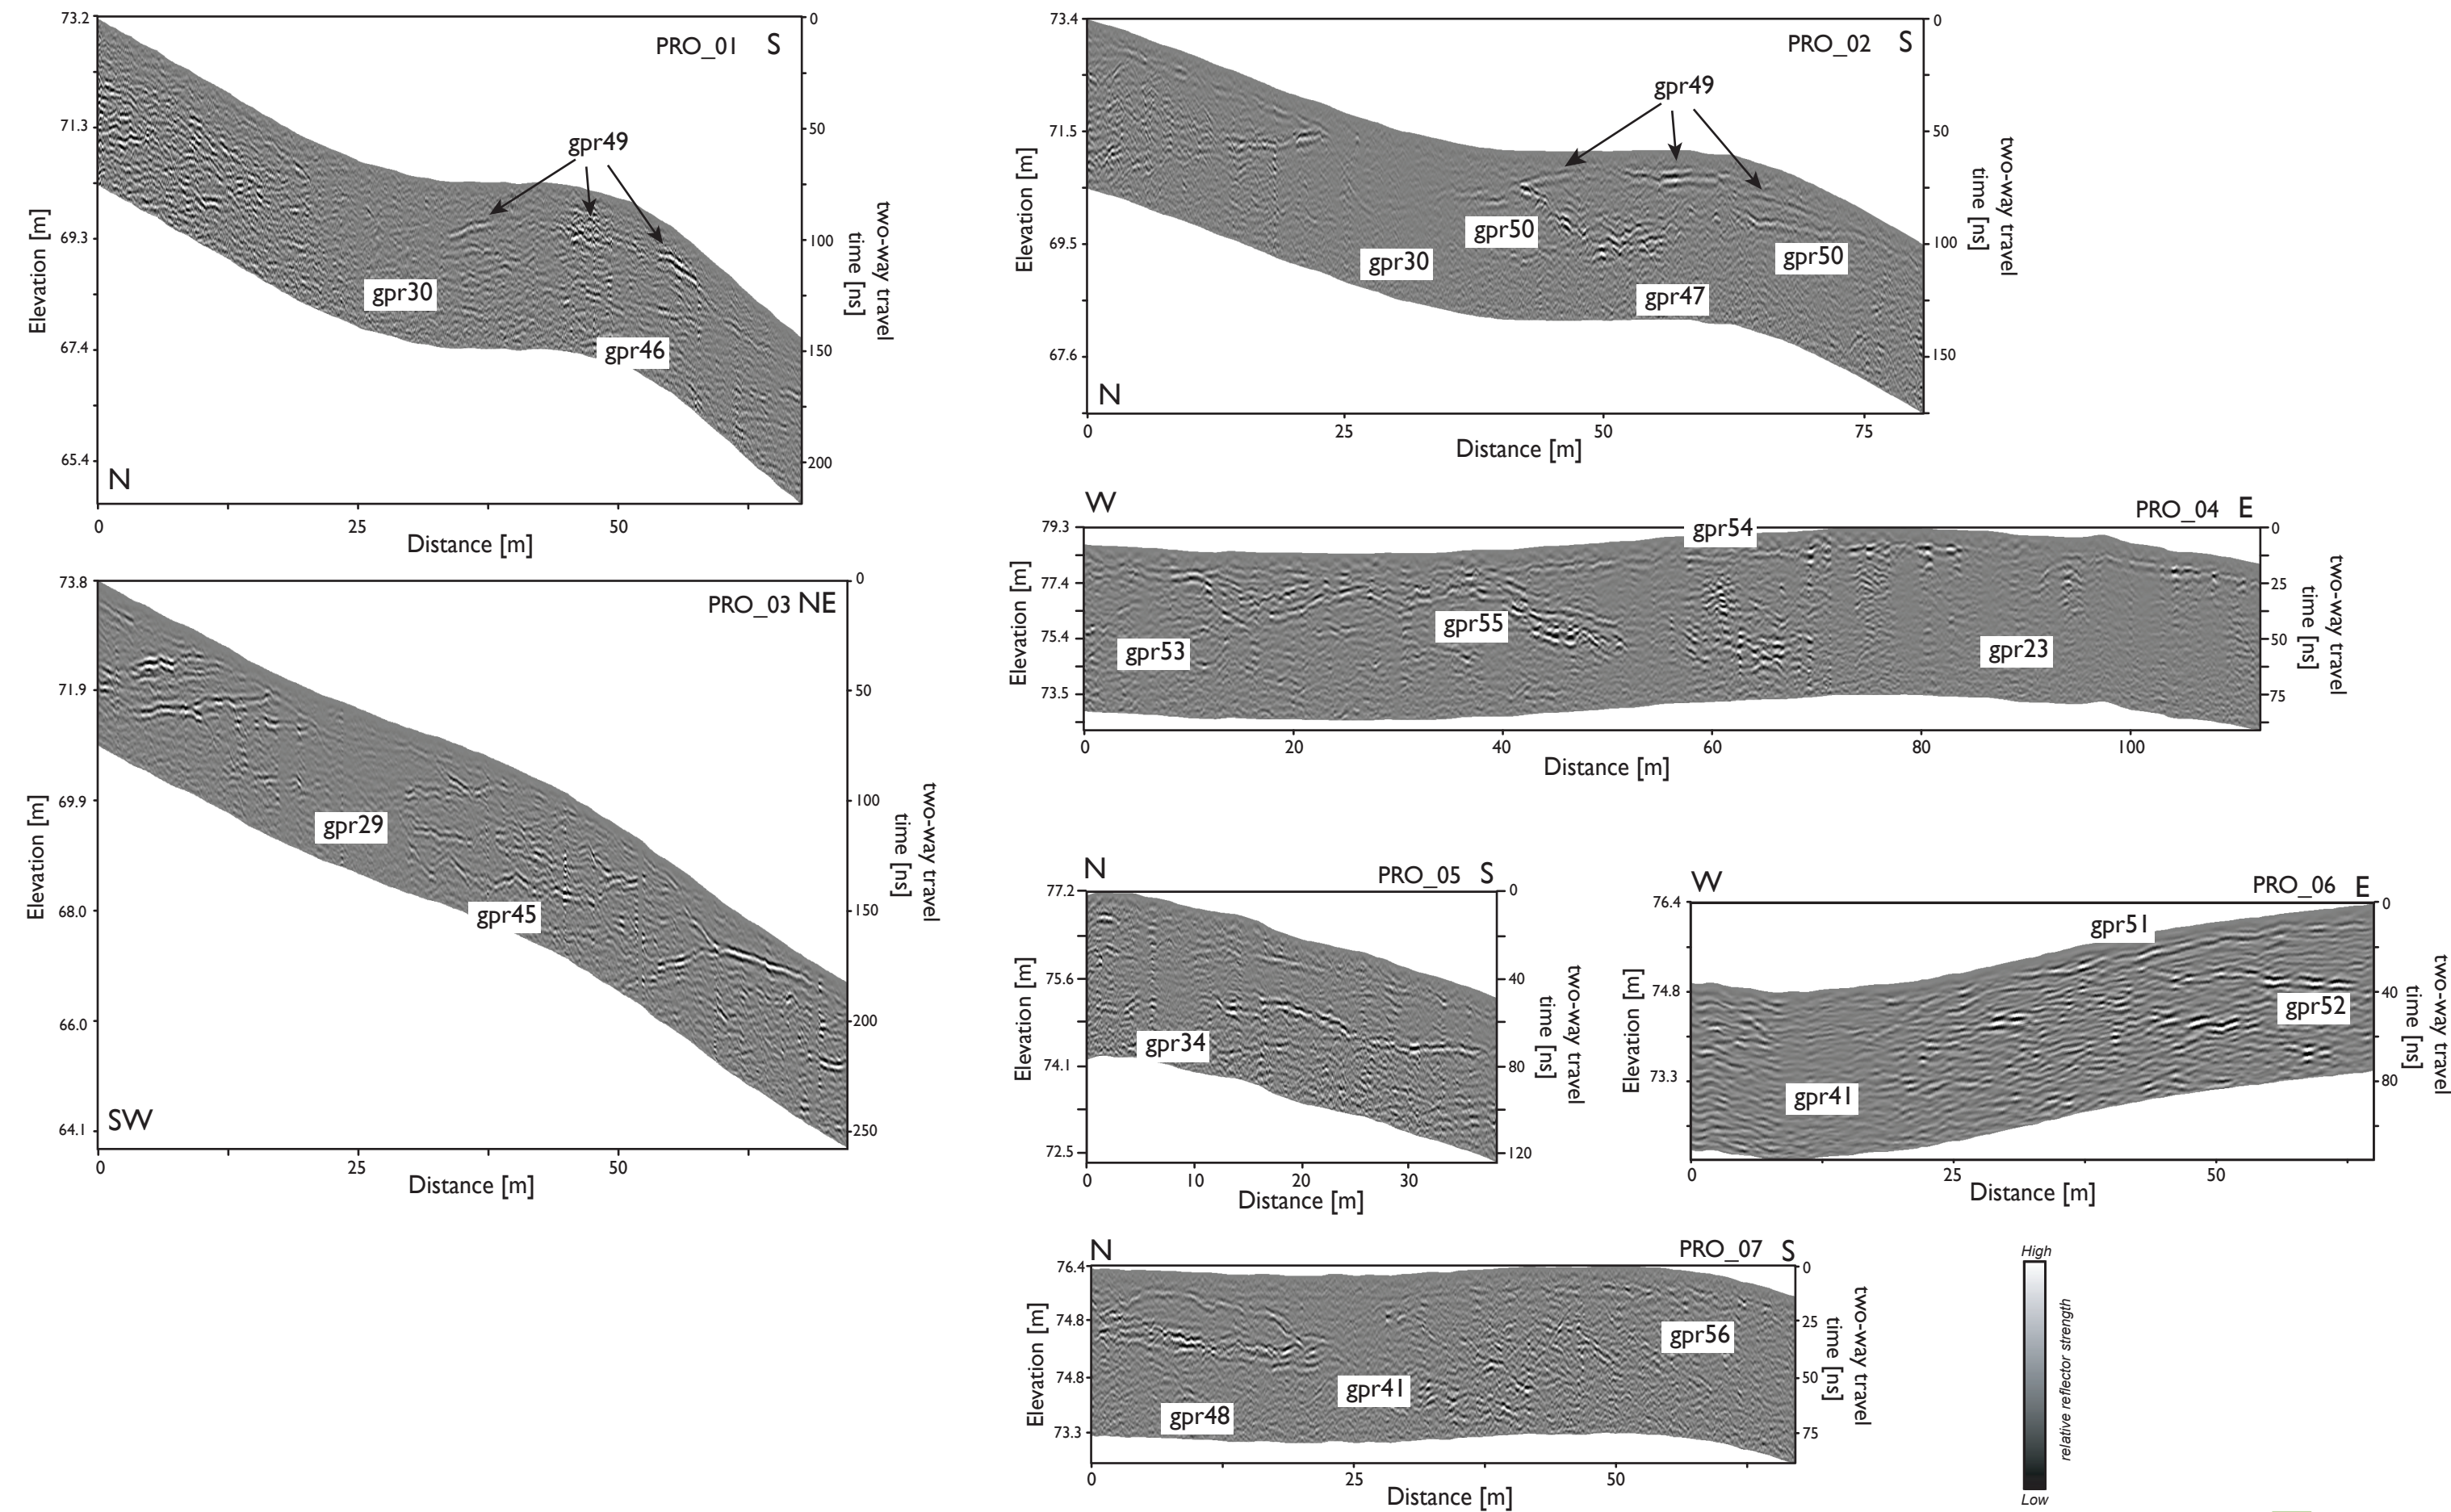 PRO_01 S
73.2
71.3
69.3
67.4
65.4
Elevation [m]
0
50
100
150
200
two-way travel
time [ns]
gpr49
gpr30
gpr46
N
0
25
50
Distance [m]
PRO_02 S
73.4
71.5
69.5
67.6
Elevation [m]
0
50
100
150
two-way travel
time [ns]
gpr49
gpr50
gpr30
gpr50
gpr47
N
0
25
50
75
Distance [m]
PRO_03 NE
73.8
71.9
69.9
68.0
66.0
64.1
Elevation [m]
0
50
100
150
200
250
two-way travel
time [ns]
gpr29
gpr45
SW
0
25
50
Distance [m]
W
PRO_04 E
79.3
77.4
75.4
73.5
Elevation [m]
0
25
50
75
two-way travel
time [ns]
gpr54
gpr55
gpr53
gpr23
0
20
40
60
80
100
Distance [m]
N
PRO_05 S
77.2
75.6
74.1
72.5
Elevation [m]
0
40
80
120
two-way travel
time [ns]
gpr34
0
10
20
30
Distance [m]
W
PRO_06 E
76.4
74.8
73.3
Elevation [m]
0
40
80
two-way travel
time [ns]
gpr51
gpr52
gpr41
0
25
50
Distance [m]
N
PRO_07 S
76.4
74.8
74.8
73.3
Elevation [m]
0
25
50
75
two-way travel
time [ns]
gpr56
gpr41
gpr48
0
25
50
Distance [m]
High
relative reflector strength
Low